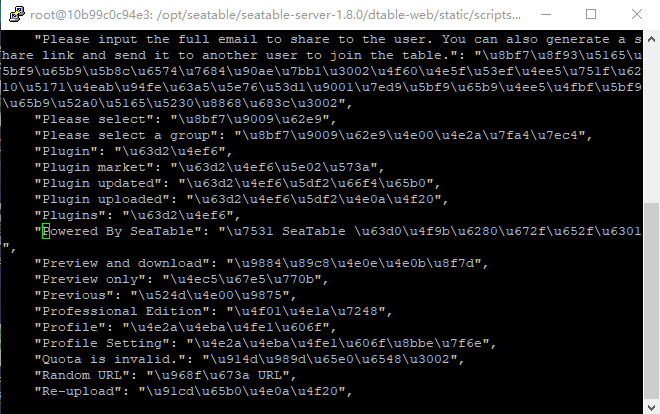 root@10b99c0c94e3: /opt/seatable/seatable-server-1.8.0/dtable-web/static/scripts...
"Please input the full email to share to the user. You can also generate a s
hare link and send it to another user to join the table.": "\u8bf7\u8f93\u5165\u
5bf9\u65b9\u5b8c\u6574\u7684\u90ae\u7bb1\u3002\u4f60\u4e5f\u53ef\u4ee5\u751f\u62
10\u5171\u4eab\u94fe\u63a5\u5e76\u53d1\u9001\u7ed9\u5bf9\u65b9\u4ee5\u4fbf\u5bf9
\u65b9\u52a0\u5165\u5230\u8868\u683c\u3002",
"Please select": "\u8bf7\u9009\u62e9",
"Please select a group": "\u8bf7\u9009\u62e9\u4e00\u4e2a\u7fa4\u7ec4",
"Plugin": "\u63d2\u4ef6",
"Plugin market": "\u63d2\u4ef6\u5e02\u573a",
"Plugin updated": "\u63d2\u4ef6\u5df2\u66f4\u65b0",
"Plugin uploaded": "\u63d2\u4ef6\u5df2\u4e0a\u4f20",
"Plugins": "\u63d2\u4ef6",
"Powered By SeaTable": "\u7531 SeaTable \u63d0\u4f9b\u6280\u672f\u652f\u6301
",
"Preview and download": "\u9884\u89c8\u4e0e\u4e0b\u8f7d",
"Preview only": "\u4ec5\u67e5\u770b",
"Previous": "\u524d\u4e00\u9875",
"Professional Edition": "\u4f01\u4e1a\u7248",
"Profile": "\u4e2a\u4eba\u4fe1\u606f",
"Profile Setting": "\u4e2a\u4eba\u4fe1\u606f\u8bbe\u7f6e",
"Quota is invalid.": "\u914d\u989d\u65e0\u6548\u3002",
"Random URL": "\u968f\u673a URL",
"Re-upload": "\u91cd\u65b0\u4e0a\u4f20",